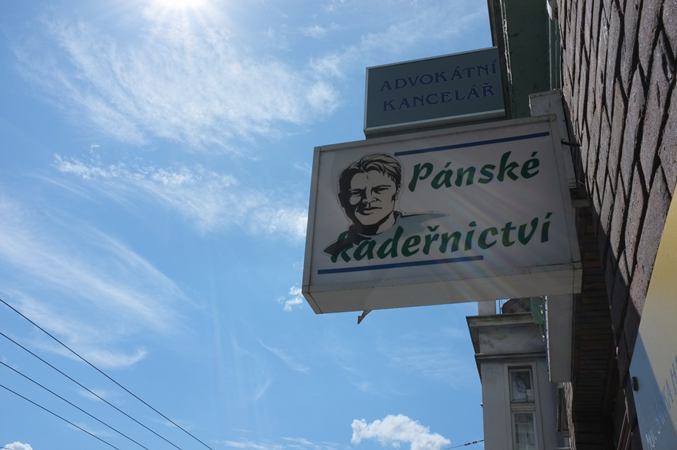 ADVOKÁTNÍ
KANCELÁŘ
Pánské
kadeřnictví